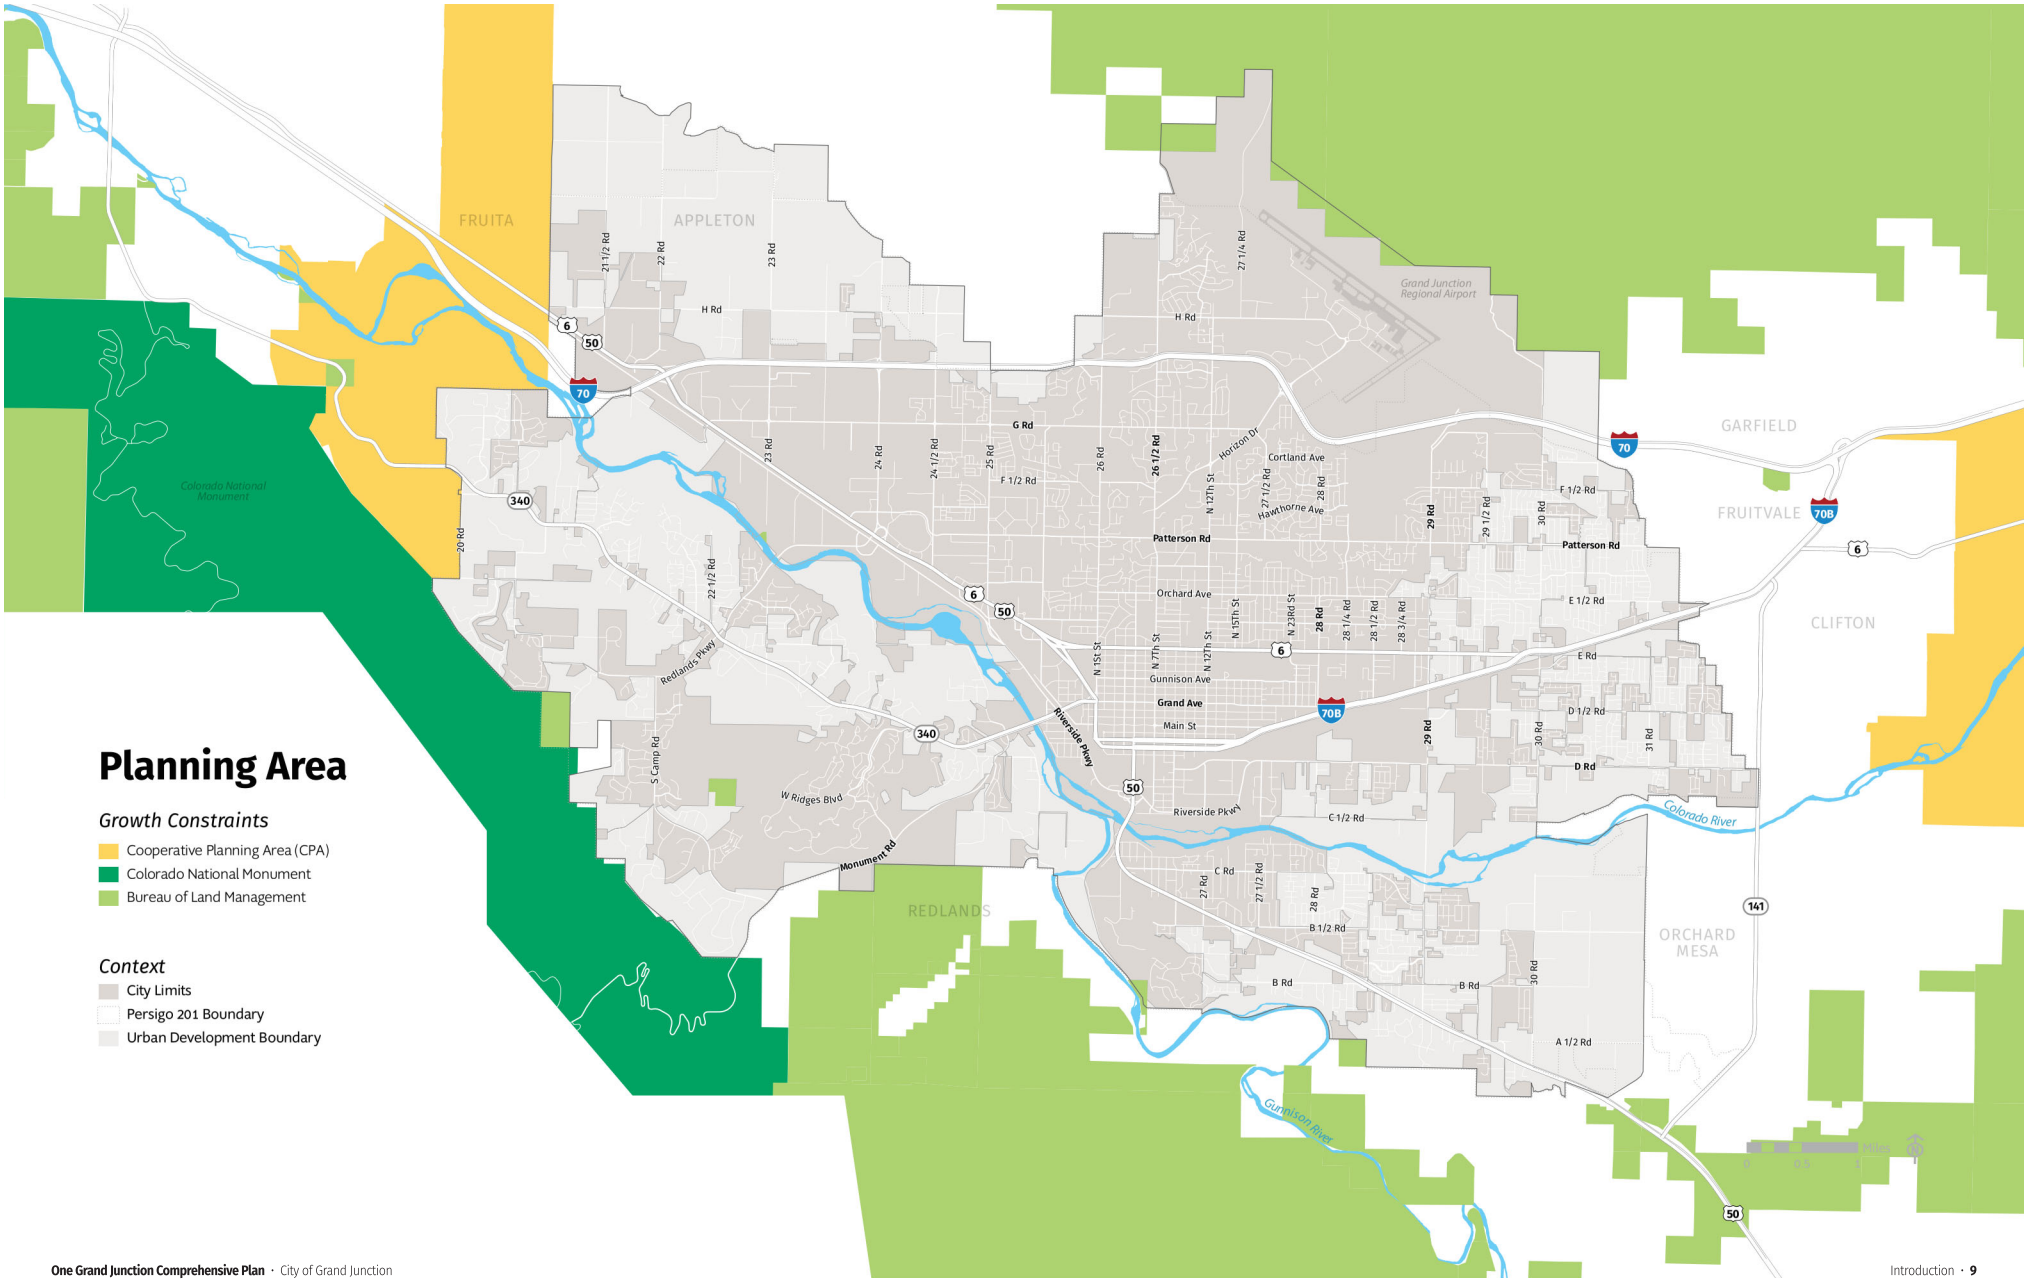 FRUITA
APPLETON
21 1/2 Rd
22 Rd
23 Rd
27 1/4 Rd
Grand Junction
Regional Airport
H Rd
H Rd
6
50
70
GARFIELD
G Rd
Horizon Dr
70
23 Rd
24 Rd
24 1/2 Rd
25 Rd
26 Rd
26 1/2 Rd
Cortland Ave
F 1/2 Rd
N 12Th St
27 1/2 Rd
28 Rd
F 1/2 Rd
Colorado National
Monument
340
Hawthorne Ave
29 Rd
29 1/2 Rd
30 Rd
FRUITVALE
70B
20 Rd
Patterson Rd
Patterson Rd
6
22 1/2 Rd
6
50
Orchard Ave
E 1/2 Rd
N 15Th St
N 23Rd St
28 Rd
28 1/4 Rd
28 1/2 Rd
28 3/4 Rd
CLIFTON
Redlands Pkwy
N 1St St
N 7Th St
N 12Th St
6
E Rd
Gunnison Ave
Grand Ave
70B
D 1/2 Rd
Main St
Riverside Pkwy
340
29 Rd
30 Rd
31 Rd
S Camp Rd
D Rd
50
W Ridges Blvd
Riverside Pkwy
C 1/2 Rd
Colorado River
Monument Rd
C Rd
27 Rd
27 1/2 Rd
28 Rd
REDLANDS
141
B 1/2 Rd
ORCHARD
MESA
B Rd
B Rd
30 Rd
A 1/2 Rd
Gunnison River
Miles
0
0.5
1
50
Planning Area
Growth Constraints
Cooperative Planning Area (CPA)
Colorado National Monument
Bureau of Land Management
Context
City Limits
Persigo 201 Boundary
Urban Development Boundary
One Grand Junction Comprehensive Plan · City of Grand Junction
Introduction · 9